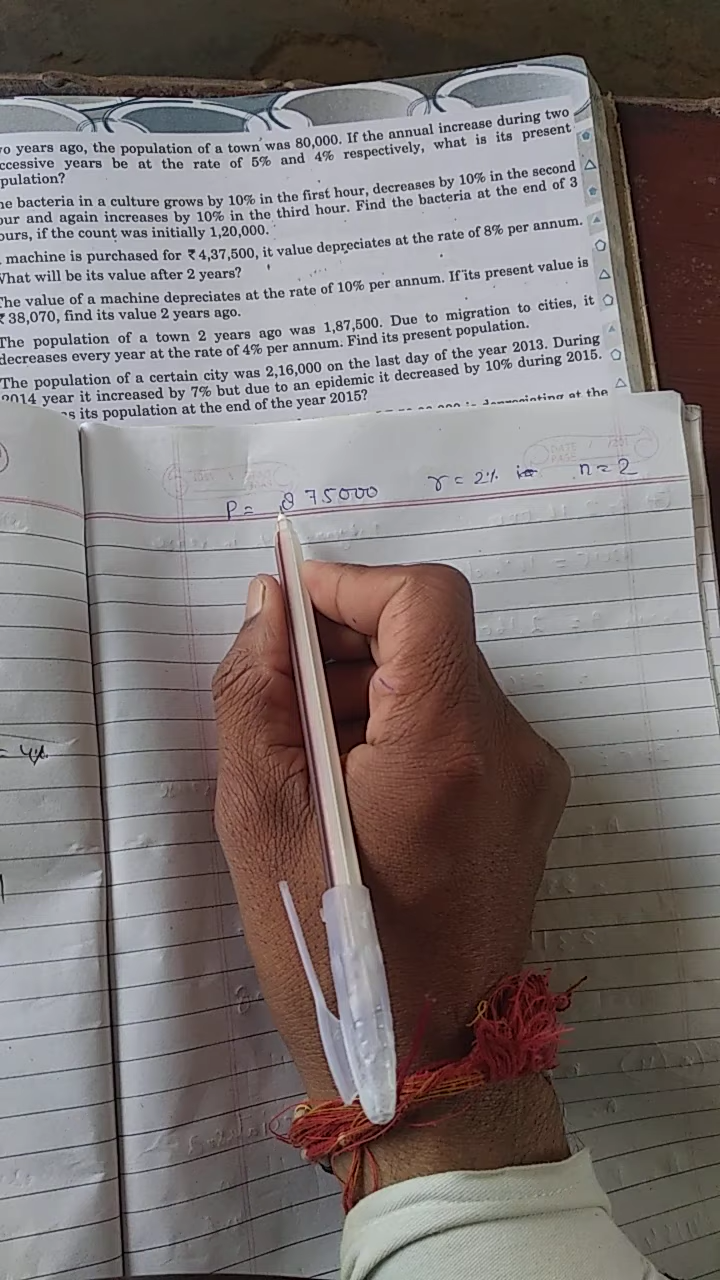 o years ago, the population of a town was 80,000. If the annual increase during two
ccessive years be at the rate of 5% and 4% respectively, what is its present
pulation?
e bacteria in a culture grows by 10% in the first hour, decreases by 10% in the second
ur and again increases by 10% in the third hour. Find the bacteria at the end of 3
ours, if the count was initially 1,20,000.
machine is purchased for ₹ 4,37,500, it value depreciates at the rate of 8% per annum.
What will be its value after 2 years?
The value of a machine depreciates at the rate of 10% per annum. If its present value is
₹ 38,070, find its value 2 years ago.
The population of a town 2 years ago was 1,87,500. Due to migration to cities, it
decreases every year at the rate of 4% per annum. Find its present population.
The population of a certain city was 2,16,000 on the last day of the year 2013. During
2014 year it increased by 7% but due to an epidemic it decreased by 10% during 2015.
s its population at the end of the year 2015?
depreciating at the
P = 875000 r = 2% n = 2
= 4%